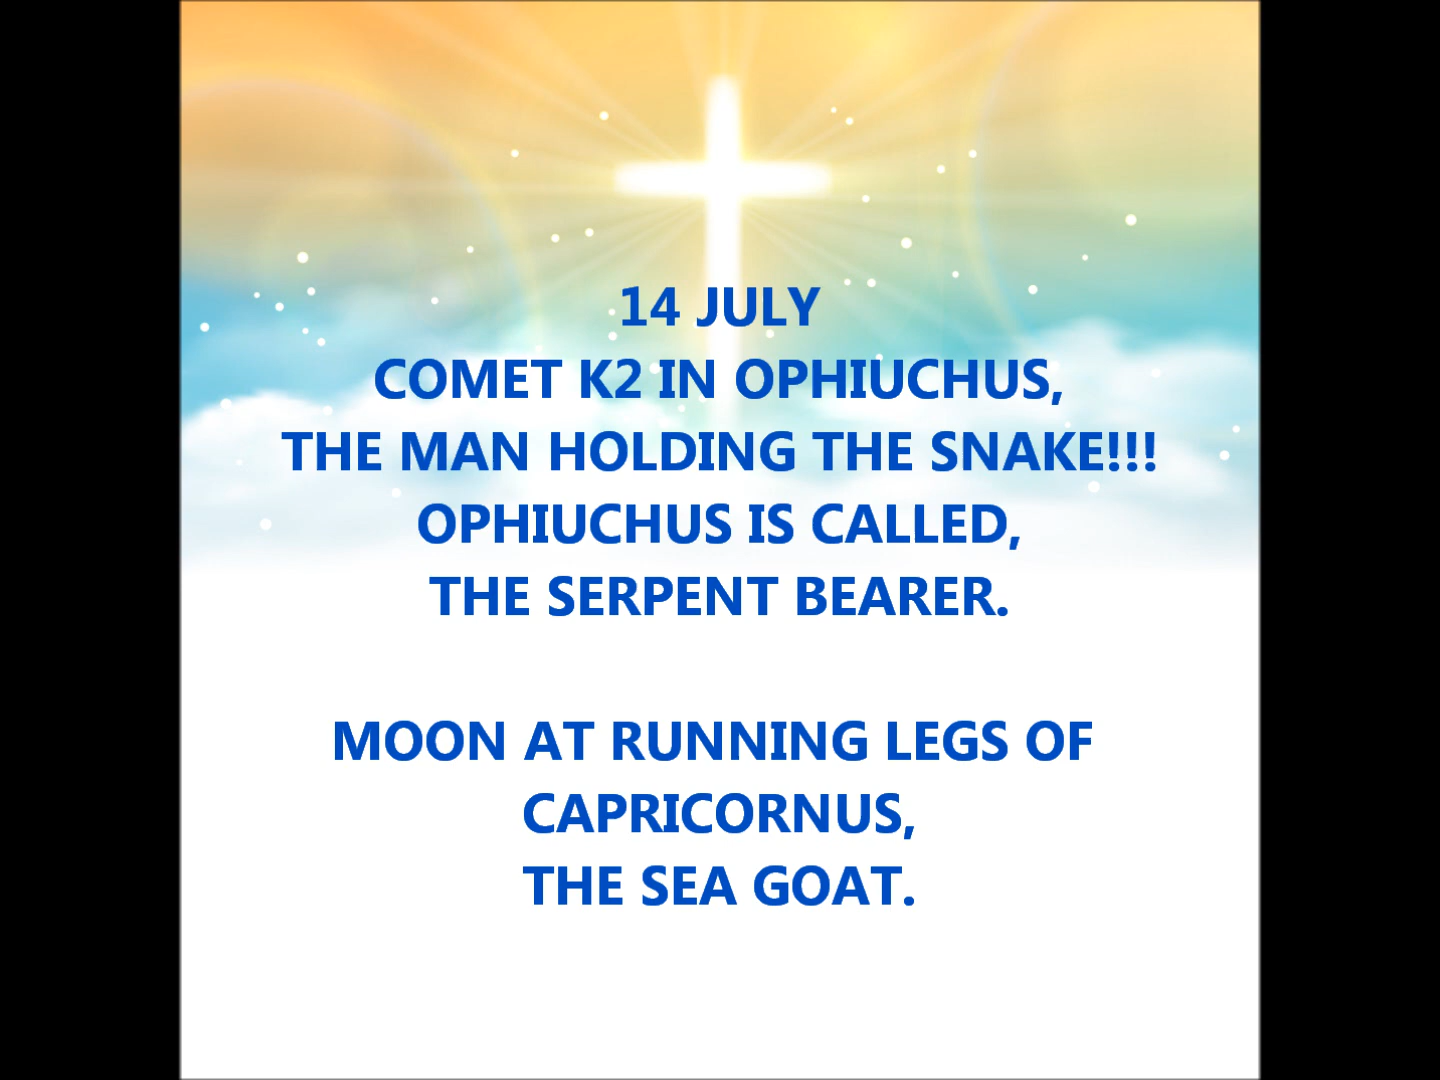 14 JULY
COMET K2 IN OPHIUCHUS,
THE MAN HOLDING THE SNAKE!!!
OPHIUCHUS IS CALLED,
THE SERPENT BEARER.
MOON AT RUNNING LEGS OF
CAPRICORNUS,
THE SEA GOAT.